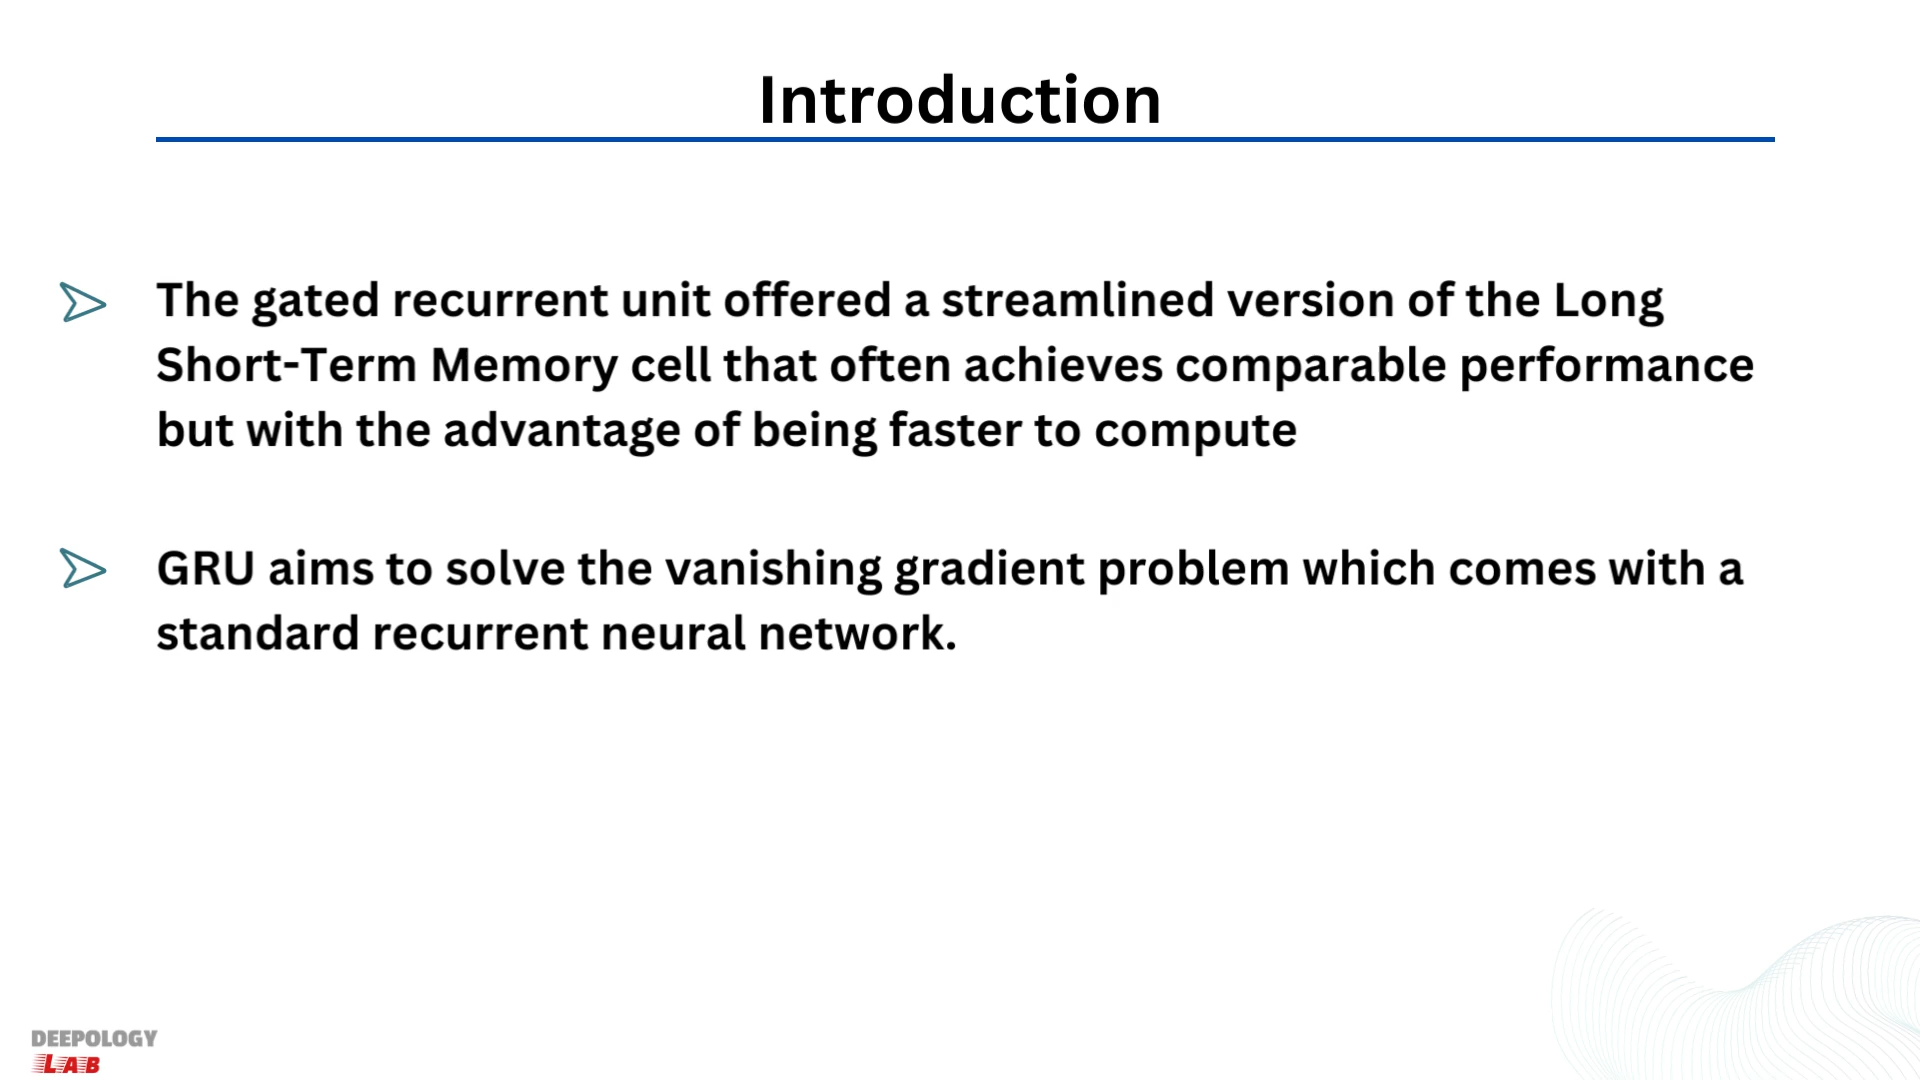 Introduction
The gated recurrent unit offered a streamlined version of the Long
Short-Term Memory cell that often achieves comparable performance
but with the advantage of being faster to compute
GRU aims to solve the vanishing gradient problem which comes with a
standard recurrent neural network.
DEEPOLOGY
LAB